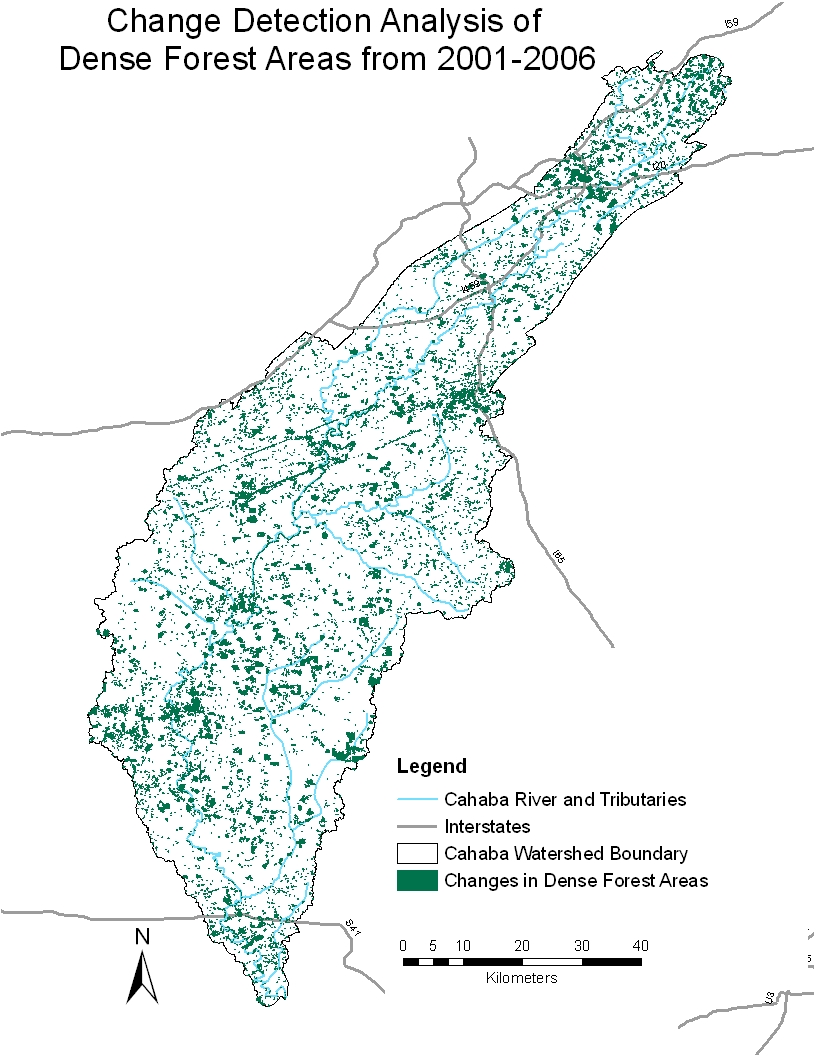 Change Detection Analysis of
Dense Forest Areas from 2001-2006
I59
I20
I459
I65
Legend
Cahaba River and Tributaries
Interstates
Cahaba Watershed Boundary
Changes in Dense Forest Areas
N
S41
0 5 10 20 30 40
Kilometers